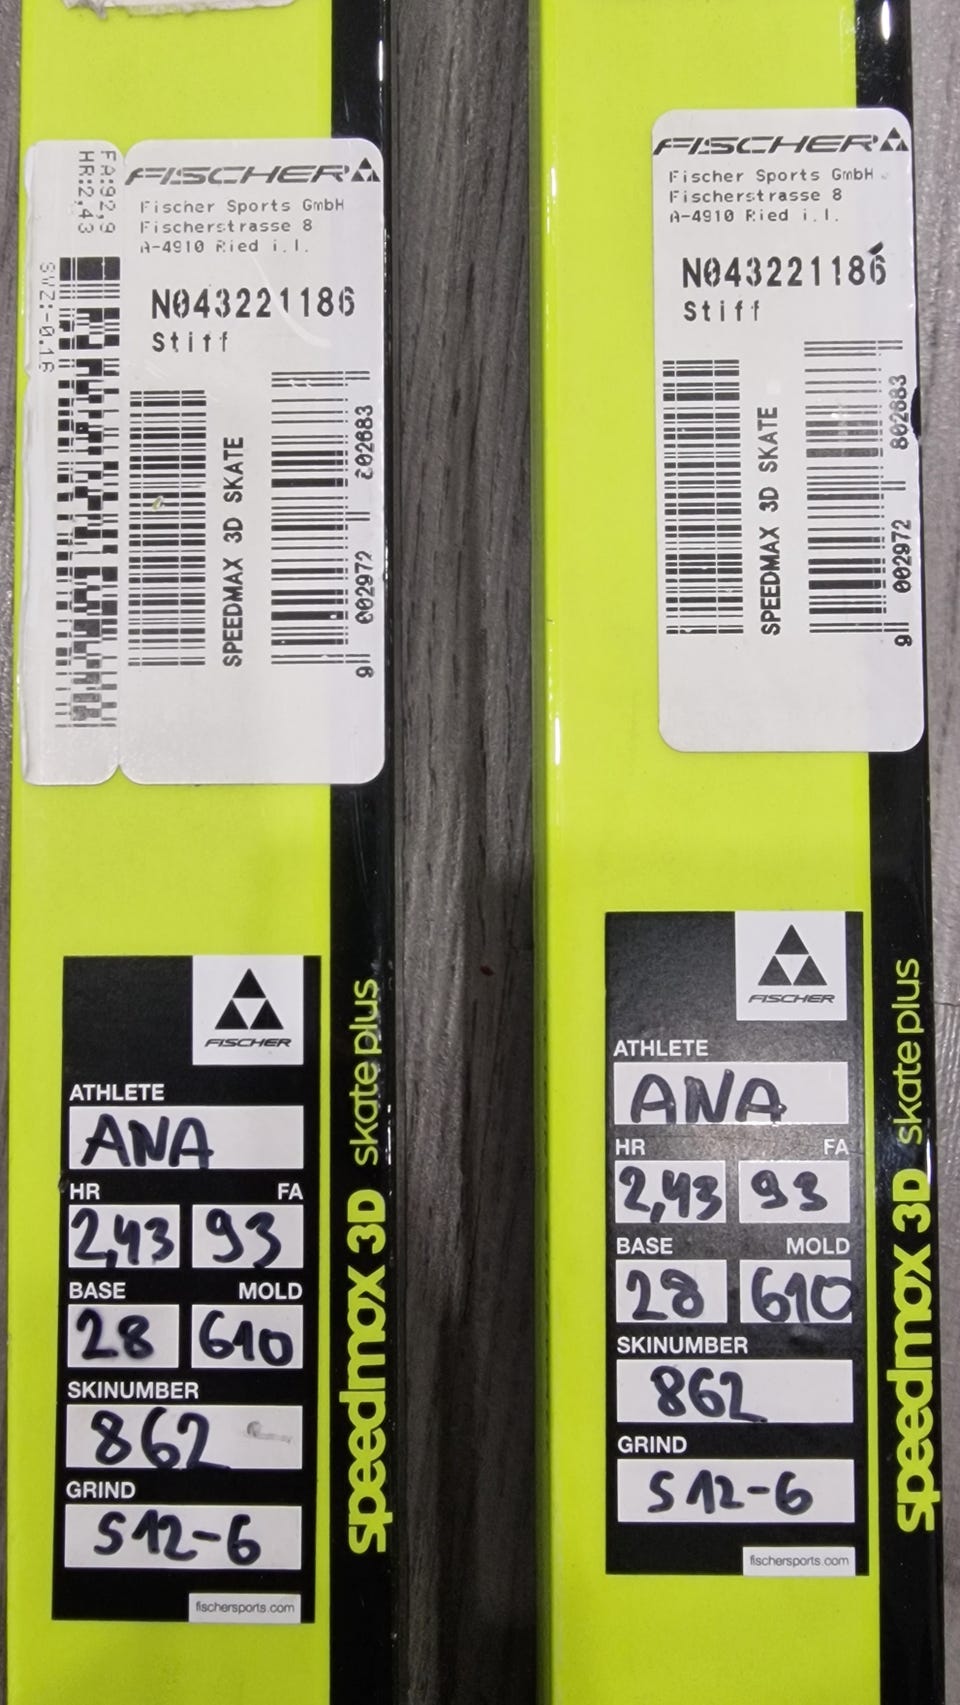 FA:92,9
HR:2,43
SWZ:-0,16
FISCHER
Fischer Sports GmbH
Fischerstrasse 8
A-4910 Ried i.I.
N043221186
Stiff
SPEEDMAX 3D SKATE
9 002972 802683
FISCHER
ATHLETE
ANA
HR FA
2,43 93
BASE MOLD
28 610
SKINUMBER
862
GRIND
S12-6
fischersports.com
speedmax 3D skate plus
FISCHER
Fischer Sports GmbH
Fischerstrasse 8
A-4910 Ried i.I.
N043221186
Stiff
SPEEDMAX 3D SKATE
9 002972 802683
FISCHER
ATHLETE
ANA
HR FA
2,43 93
BASE MOLD
28 610
SKINUMBER
862
GRIND
S12-6
fischersports.com
speedmax 3D skate plus